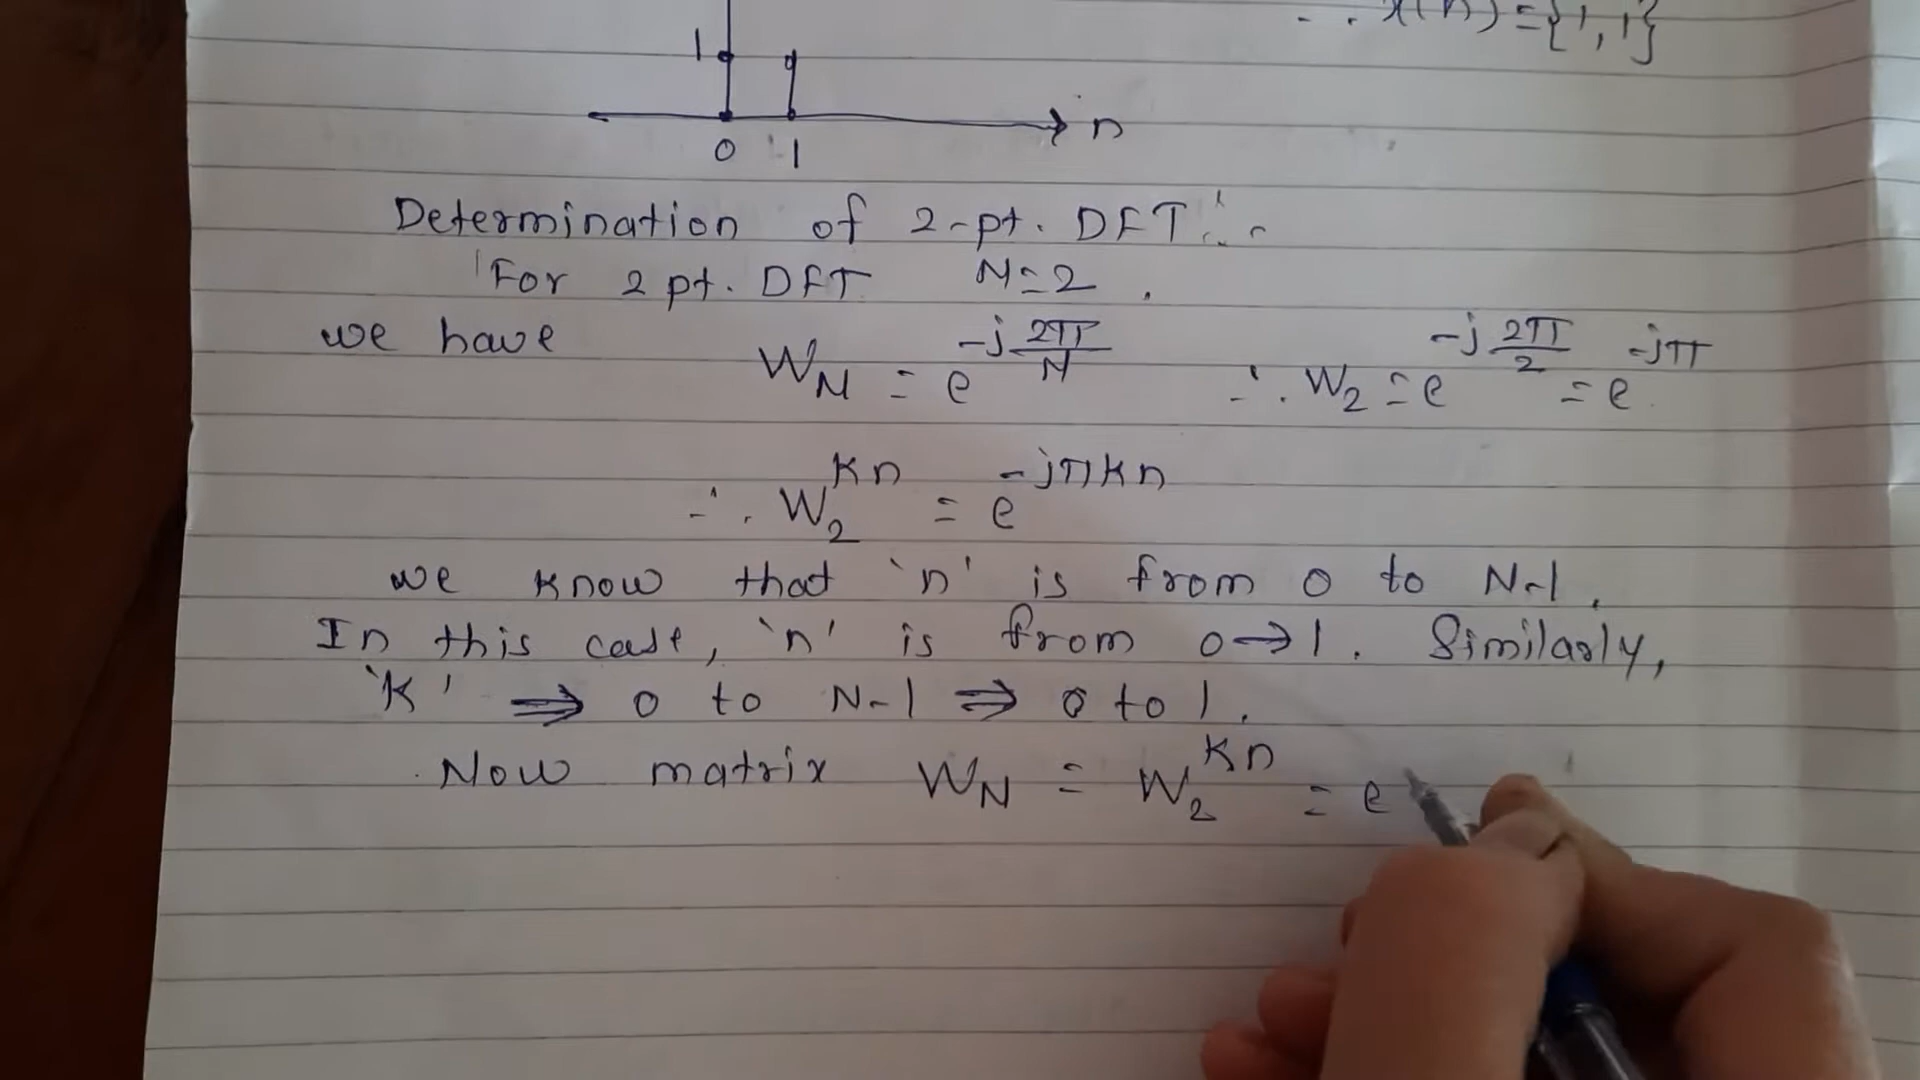 ∴ x(n) = {1, 1}
1
n
0 1
Determination of 2-pt. DFT :-
For 2 pt. DFT N=2.
we have W_N = e^{-j 2π/N} ∴ W_2 = e^{-j 2π/2} = e^{-jπ}
∴ W_2^{kn} = e^{-jπkn}
we know that 'n' is from 0 to N-1.
In this case, 'n' is from 0→1. Similarly,
'K' ⇒ 0 to N-1 ⇒ 0 to 1.
Now matrix W_N = W_2^{kn} = e